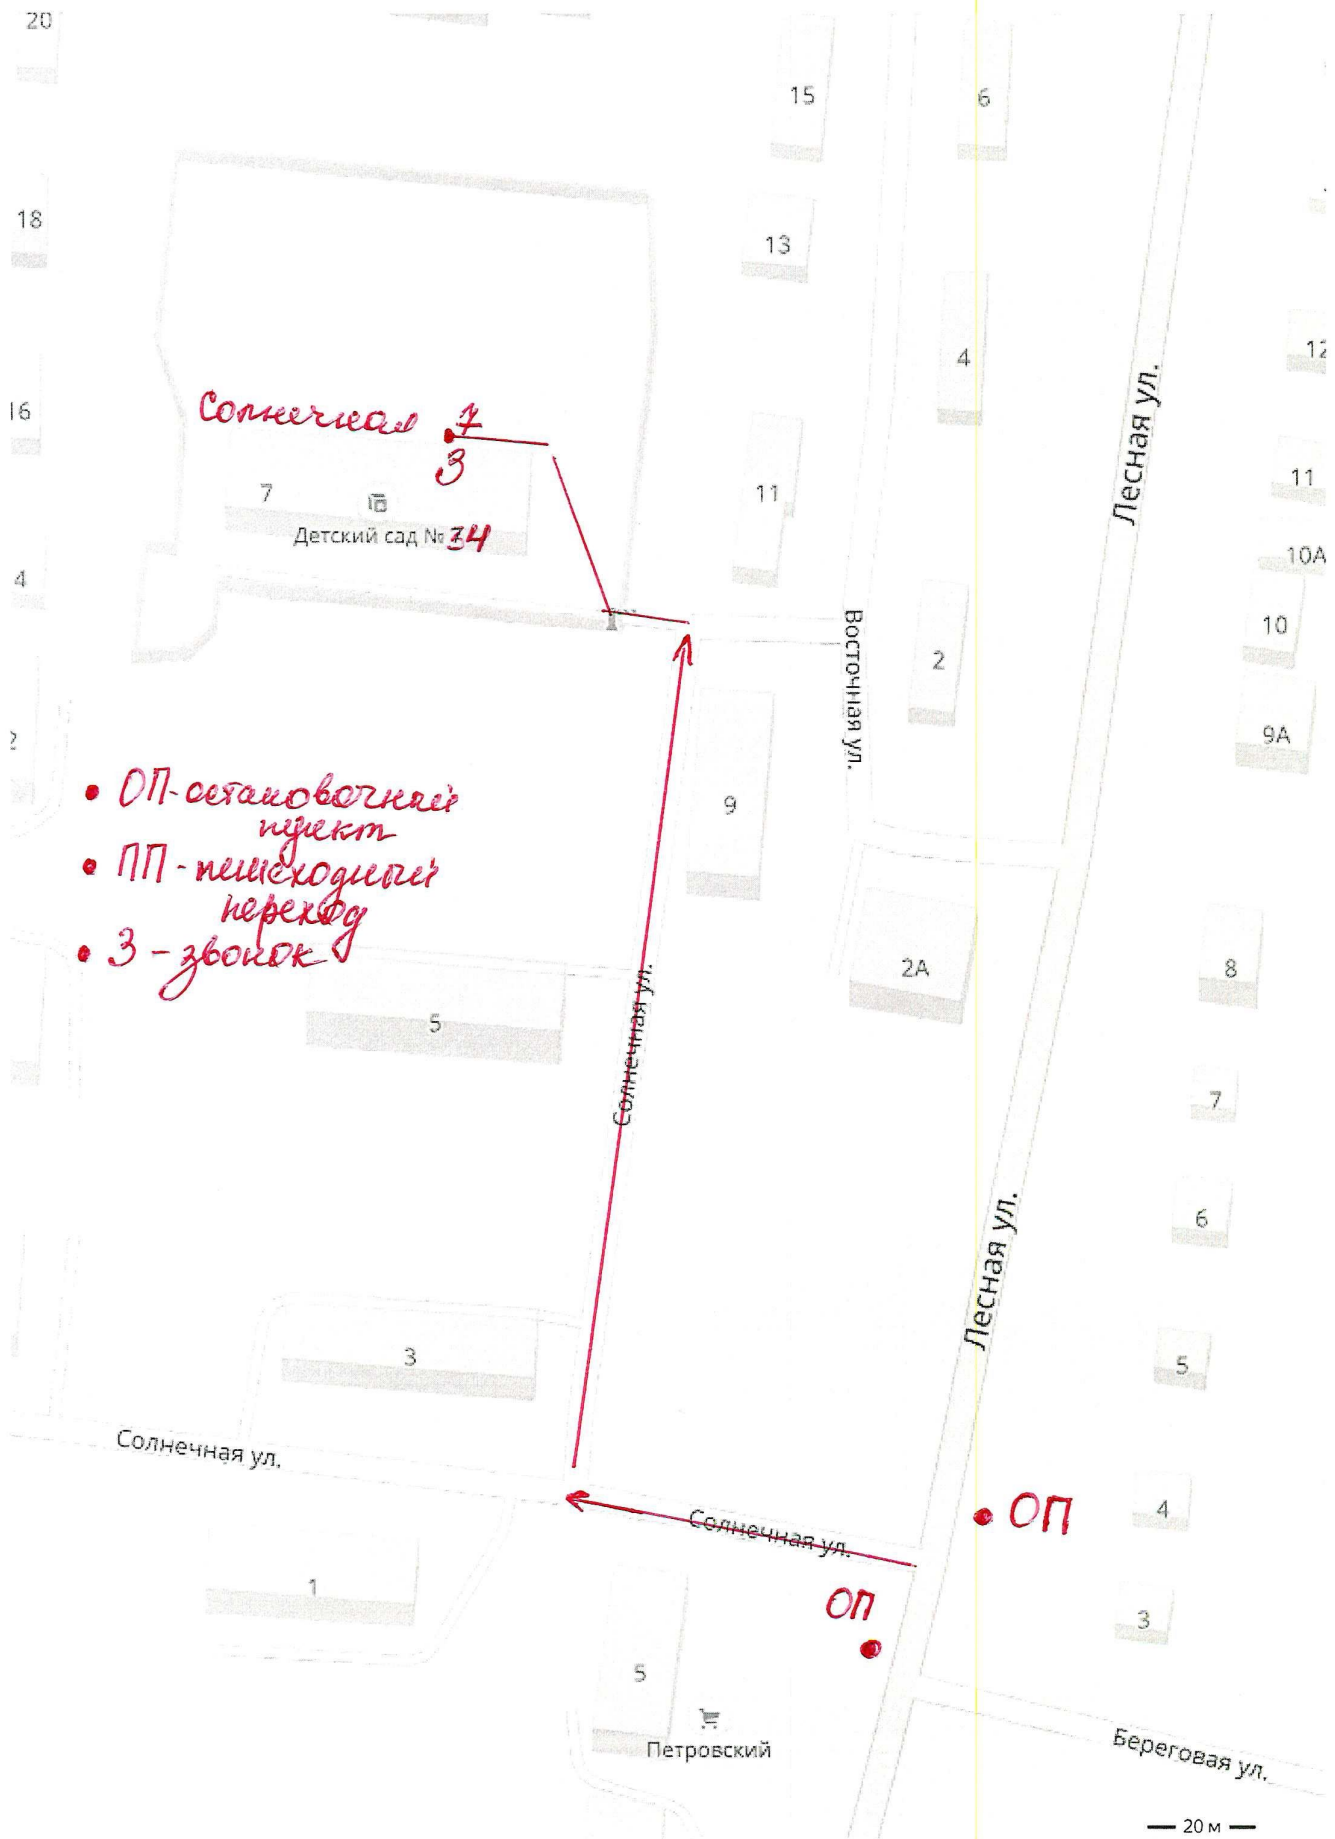 20
15
6
18
13
12
4
Лесная ул.
16
Солнечная 7
3
11
11
7
Детский сад № 34
10А
4
Восточная ул.
10
2
9А
2
9
• ОП-остановочный
пункт
• ПП-пешеходный
переход
• З-звонок
2А
8
5
Солнечная ул.
7
6
Лесная ул.
3
5
Солнечная ул.
4
• ОП
Солнечная ул.
1
ОП
3
5
Петровский
Береговая ул.
20 м